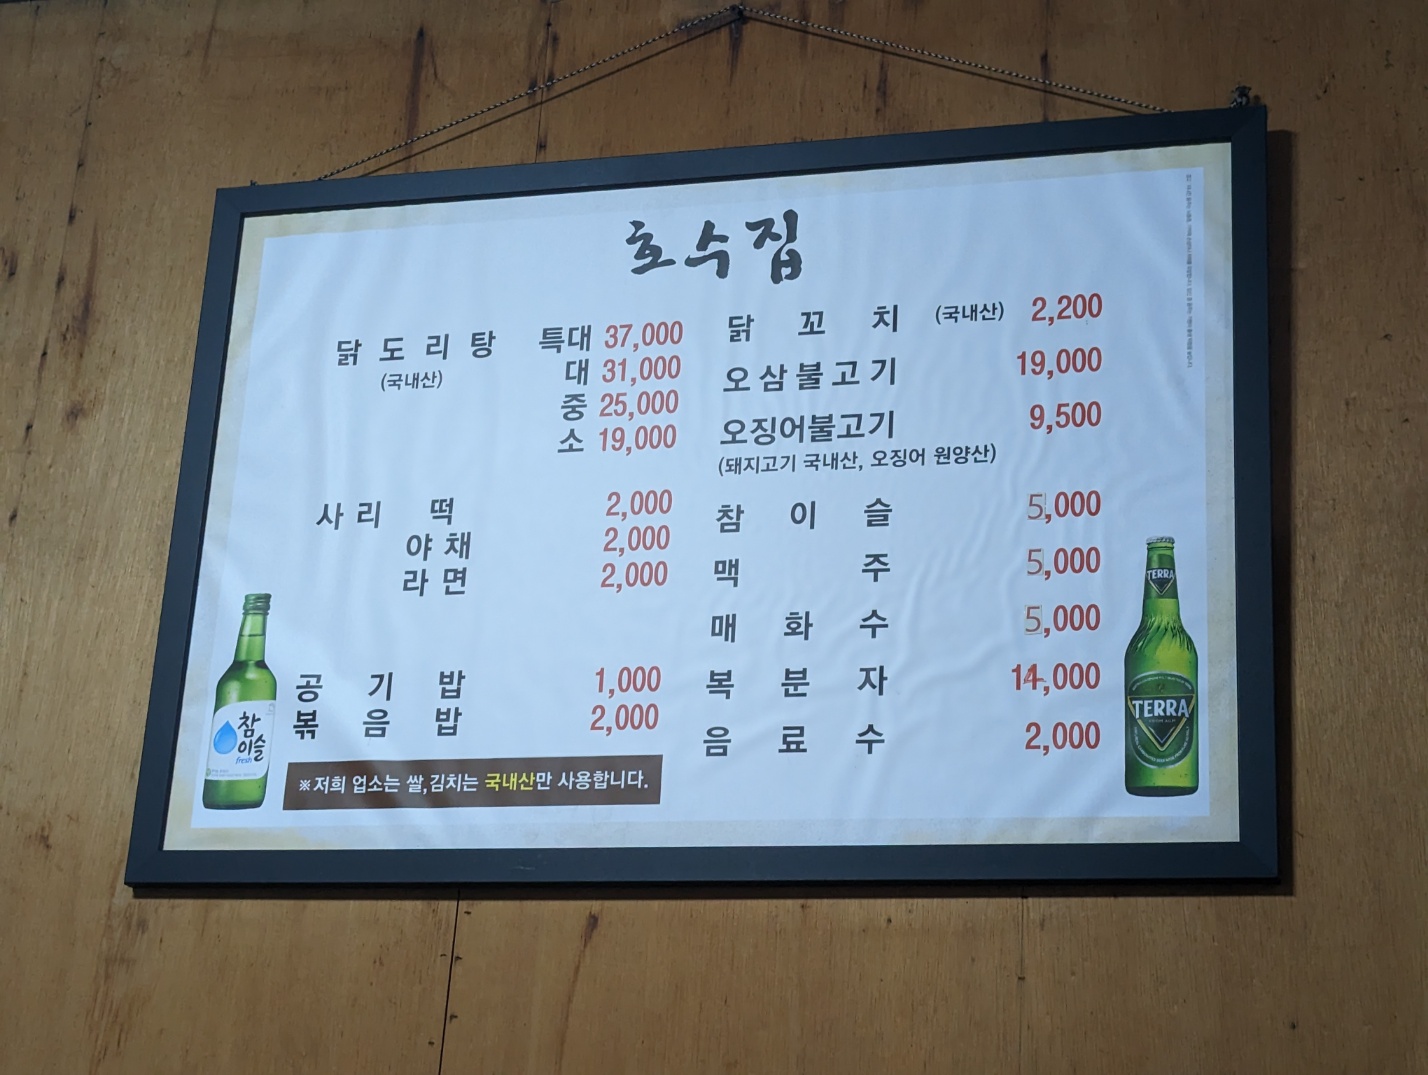 호수집
닭도리탕 특대 37,000
(국내산) 대 31,000
중 25,000
소 19,000
사리 떡 2,000
야채 2,000
라면 2,000
공기밥 1,000
볶음밥 2,000
※저희 업소는 쌀,김치는 국내산만 사용합니다.
닭꼬치 (국내산) 2,200
오삼불고기 19,000
오징어불고기 9,500
(돼지고기 국내산, 오징어 원양산)
참이슬 5,000
맥주 5,000
매화수 5,000
복분자 14,000
음료수 2,000
참
이슬
fresh
TERRA
TERRA